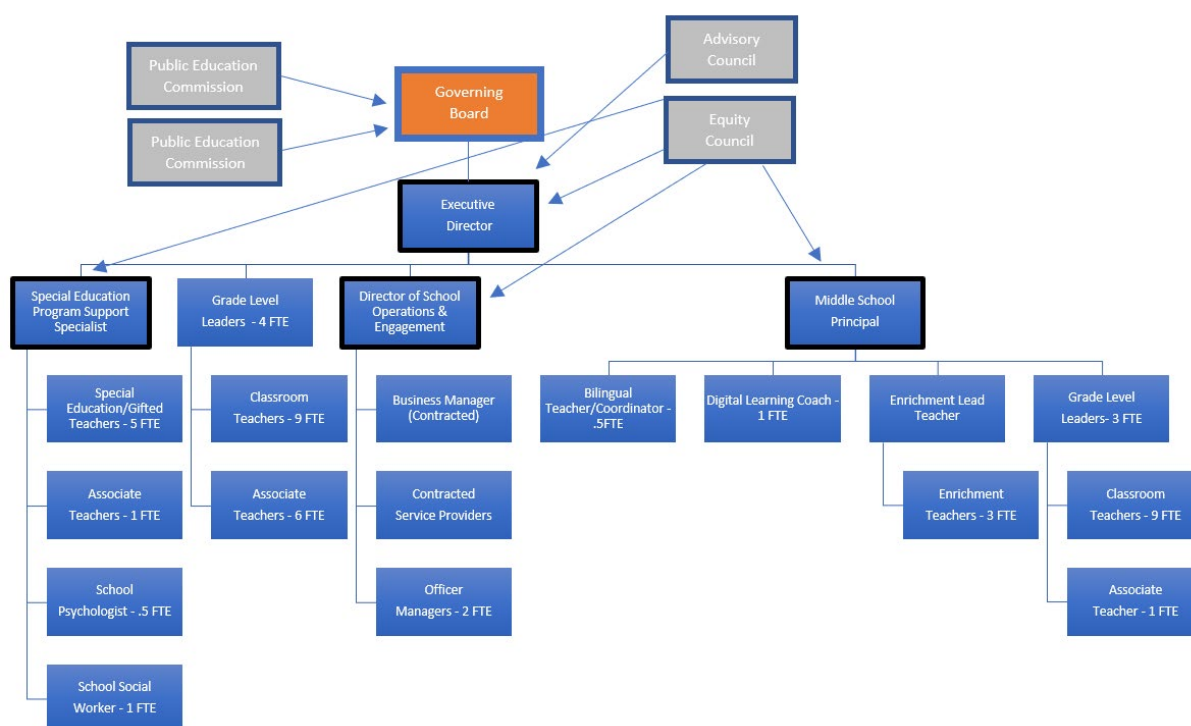 Public Education
Commission
Public Education
Commission
Governing
Board
Advisory
Council
Equity
Council
Executive
Director
Special Education
Program Support
Specialist
Grade Level
Leaders - 4 FTE
Director of School
Operations &
Engagement
Middle School
Principal
Special
Education/Gifted
Teachers - 5 FTE
Associate
Teachers - 1 FTE
School
Psychologist - .5 FTE
School Social
Worker - 1 FTE
Classroom
Teachers - 9 FTE
Associate
Teachers - 6 FTE
Business Manager
(Contracted)
Contracted
Service Providers
Officer
Managers - 2 FTE
Bilingual
Teacher/Coordinator -
.5FTE
Digital Learning Coach -
1 FTE
Enrichment Lead
Teacher
Enrichment
Teachers - 3 FTE
Grade Level
Leaders- 3 FTE
Classroom
Teachers - 9 FTE
Associate
Teacher - 1 FTE